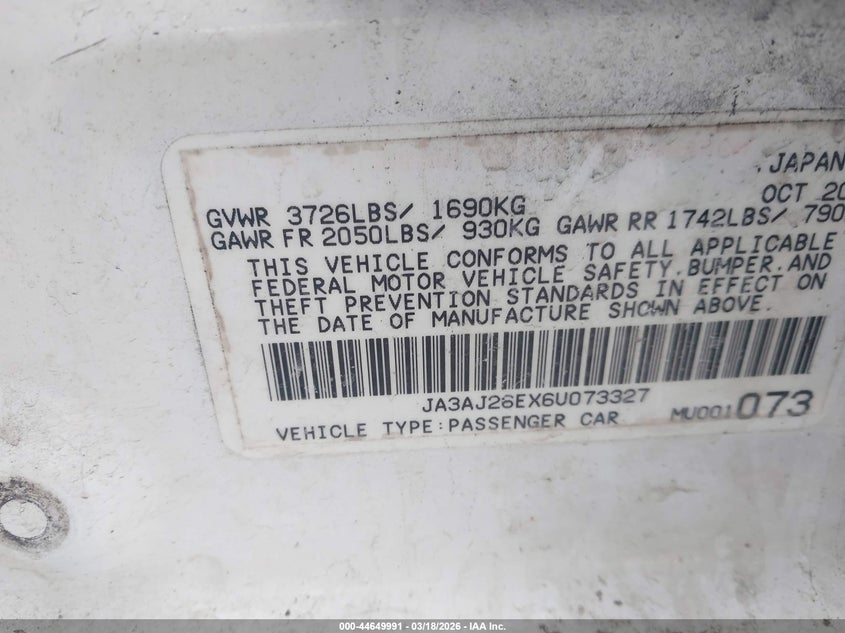 .JAPAN
OCT 20
GVWR 3726LBS/ 1690KG
GAWR FR 2050LBS/ 930KG GAWR RR 1742LBS/ 790
THIS VEHICLE CONFORMS TO ALL APPLICABLE
FEDERAL MOTOR VEHICLE SAFETY.BUMPER.AND
THEFT PREVENTION STANDARDS IN EFFECT ON
THE DATE OF MANUFACTURE SHOWN ABOVE.
JA3AJ26EX6U073327
VEHICLE TYPE:PASSENGER CAR MU001073
000-44649991 — 03/18/2026 — IAA Inc.